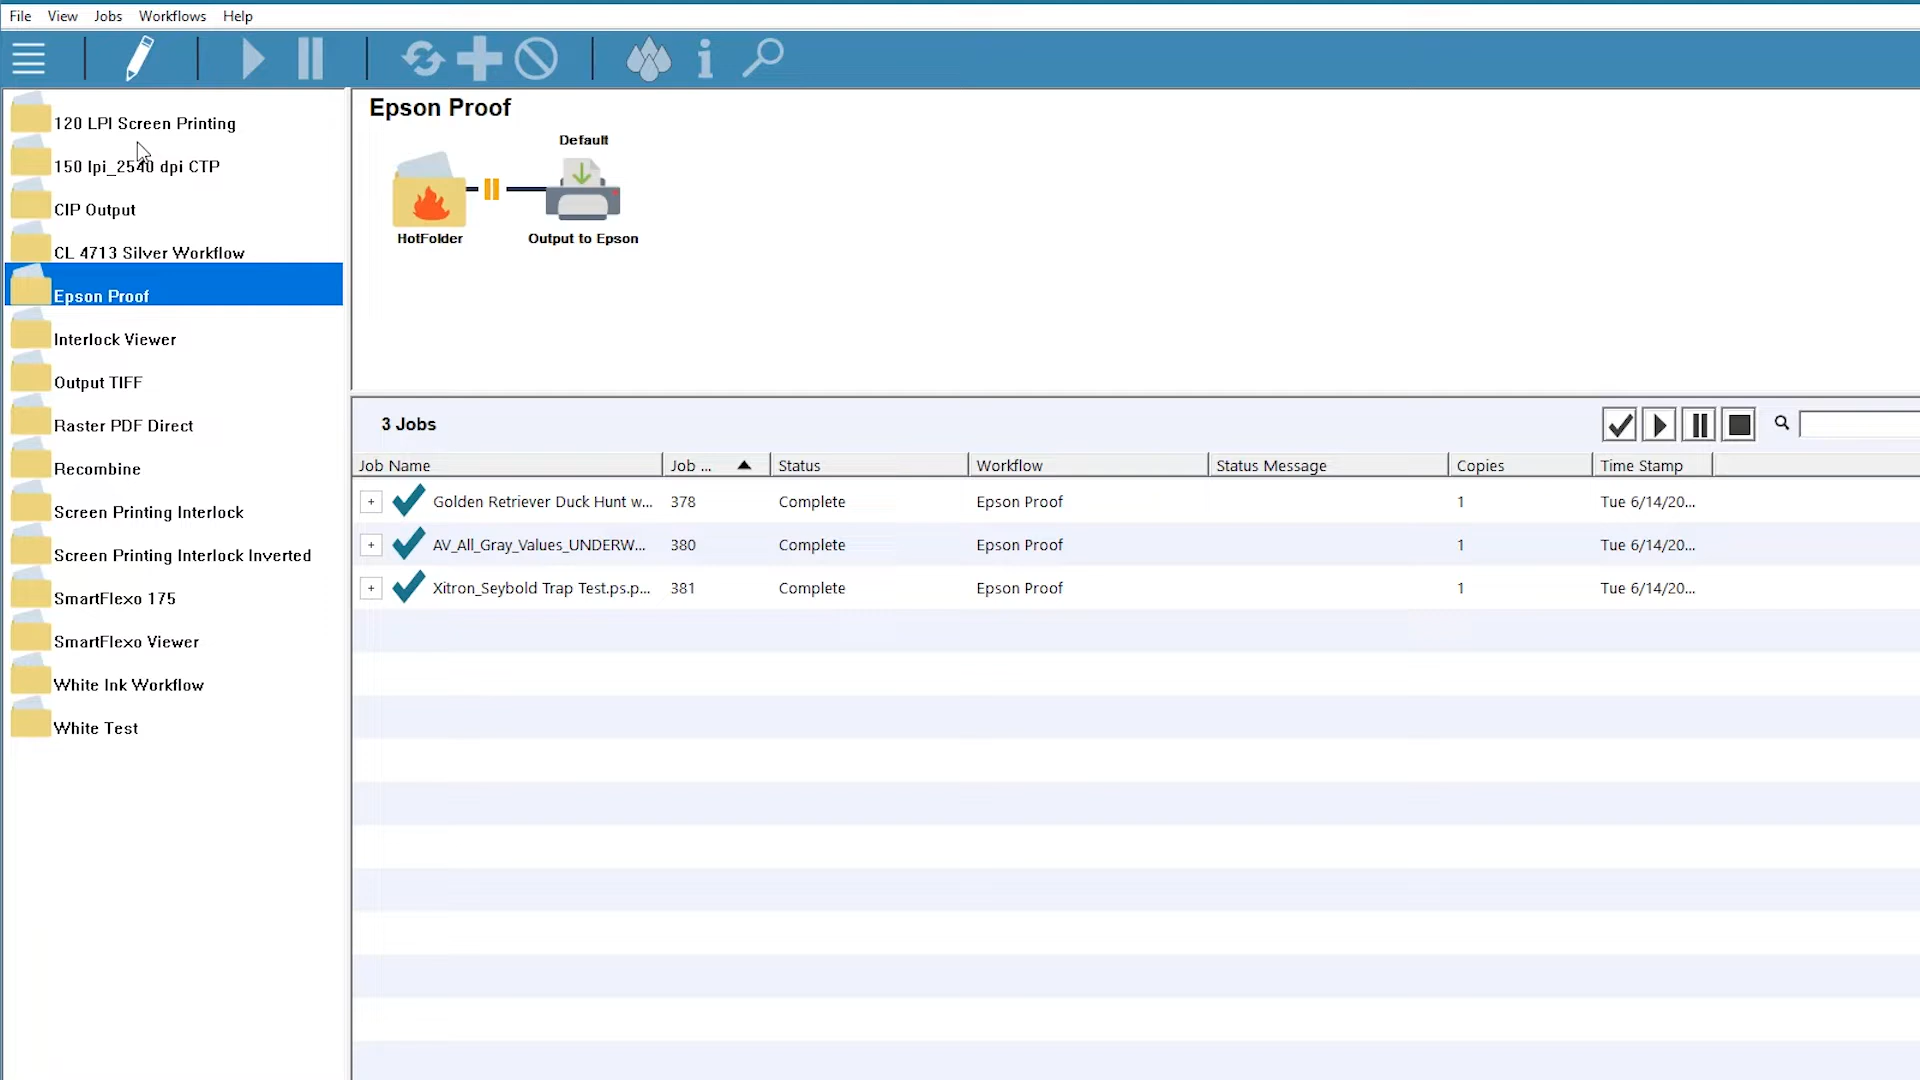 File View Jobs Workflows Help
120 LPI Screen Printing
150 lpi_2540 dpi CTP
CIP Output
CL 4713 Silver Workflow
Epson Proof
Interlock Viewer
Output TIFF
Raster PDF Direct
Recombine
Screen Printing Interlock
Screen Printing Interlock Inverted
SmartFlexo 175
SmartFlexo Viewer
White Ink Workflow
White Test
Epson Proof
Default
HotFolder Output to Epson
3 Jobs
Job Name Job ... Status Workflow Status Message Copies Time Stamp
Golden Retriever Duck Hunt w... 378 Complete Epson Proof 1 Tue 6/14/20...
AV_All_Gray_Values_UNDERW... 380 Complete Epson Proof 1 Tue 6/14/20...
Xitron_Seybold Trap Test.ps.p... 381 Complete Epson Proof 1 Tue 6/14/20...